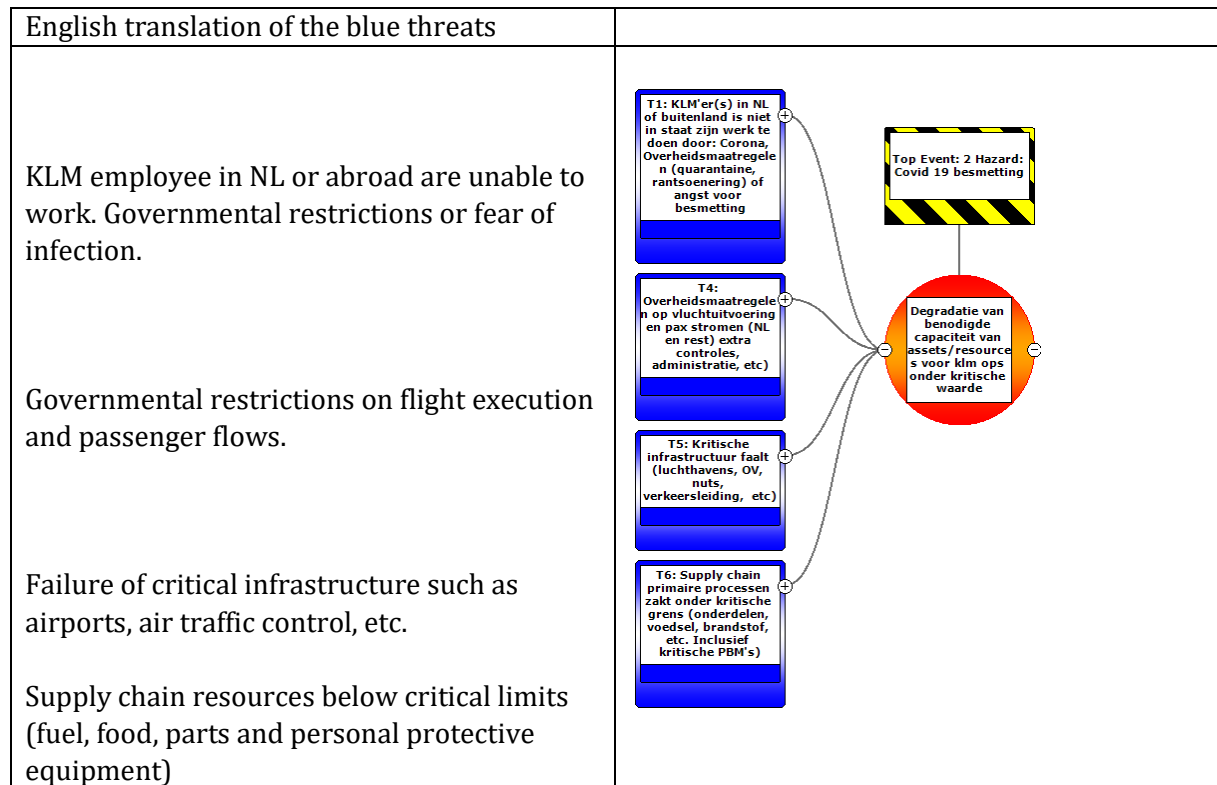 English translation of the blue threats
KLM employee in NL or abroad are unable to
work. Governmental restrictions or fear of
infection.
Governmental restrictions on flight execution
and passenger flows.
Failure of critical infrastructure such as
airports, air traffic control, etc.
Supply chain resources below critical limits
(fuel, food, parts and personal protective
equipment)
T1: KLM'er(s) in NL
of buitenland is niet
in staat zijn werk te
doen door: Corona,
Overheidsmaatregele
n (quarantaine,
rantsoenering) of
angst voor
besmetting
T4:
Overheidsmaatregele
n op vluchtuitvoering
en pax stromen (NL
en rest) extra
controles,
administratie, etc)
T5: Kritische
infrastructuur faalt
(luchthavens, OV,
nuts,
verkeersleiding, etc)
T6: Supply chain
primaire processen
zakt onder kritische
grens (onderdelen,
voedsel, brandstof,
etc. Inclusief
kritische PBM's)
Top Event: 2 Hazard:
Covid 19 besmetting
Degradatie van
benodigde
capaciteit van
assets/resource
s voor klm ops
onder kritische
waarde